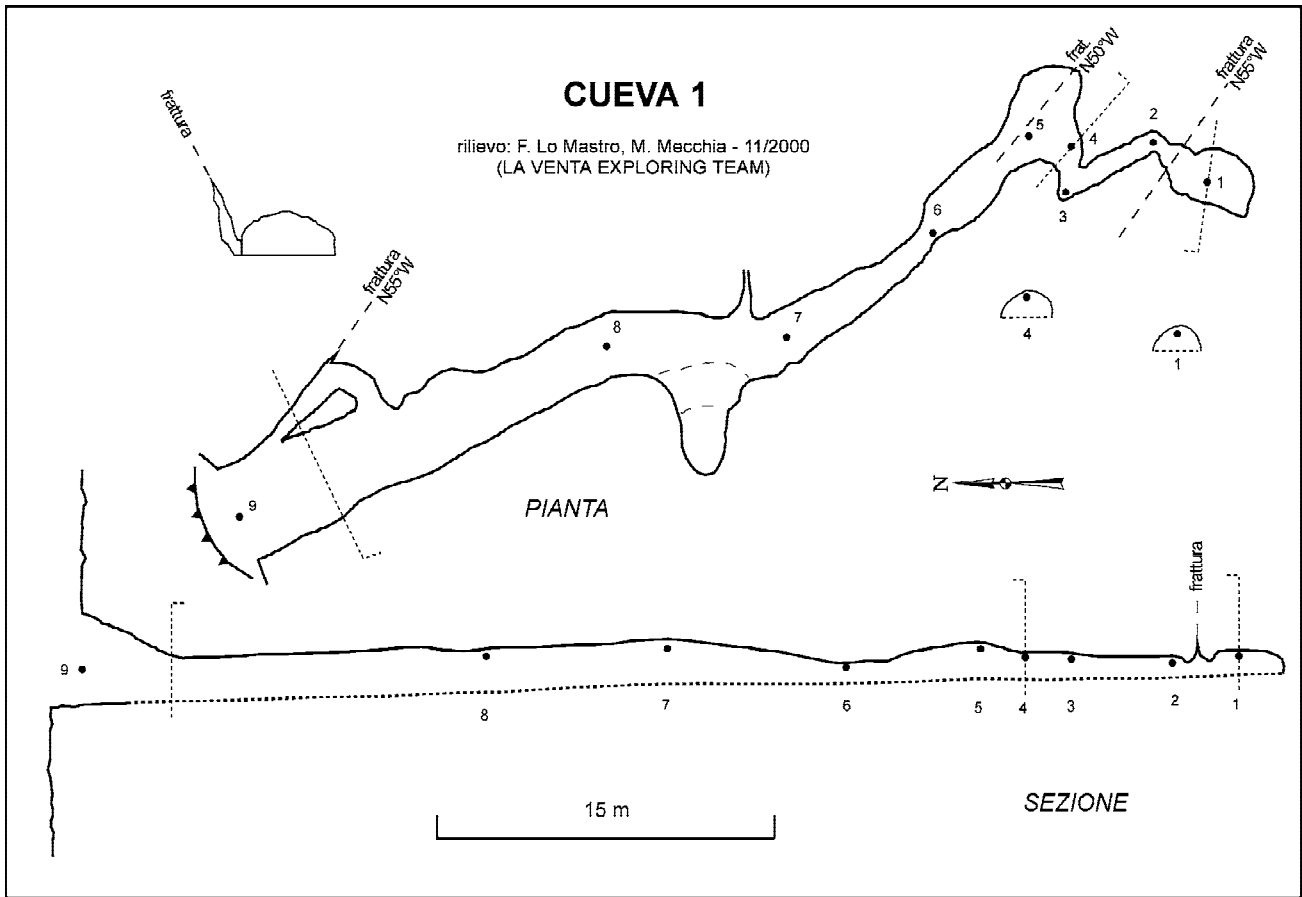 CUEVA 1
rilievo: F. Lo Mastro, M. Mecchia - 11/2000
(LA VENTA EXPLORING TEAM)
frattura
frat.
N50°W
frattura
N55°W
frattura
N55°W
5
4
2
1
3
6
7
8
9
4
1
N
PIANTA
frattura
9
8
7
6
5
4
3
2
1
15 m
SEZIONE